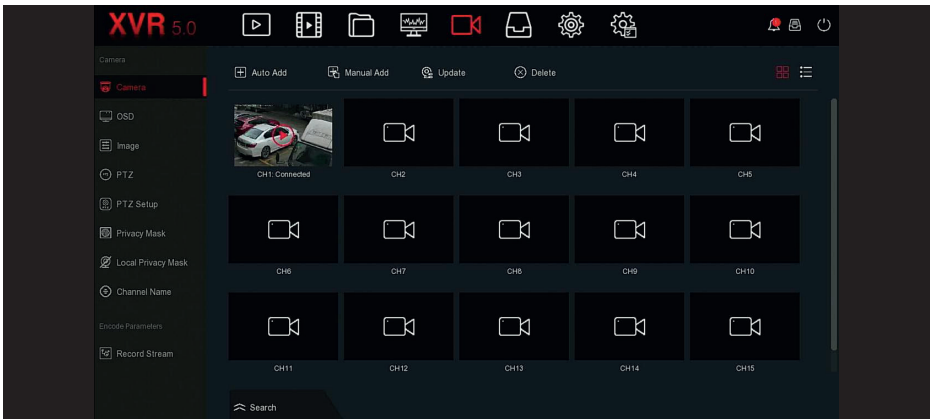 XVR 5.0
Camera
Auto Add Manual Add Update Delete
Camera
OSD
Image
PTZ
PTZ Setup
Privacy Mask
Local Privacy Mask
Channel Name
Encode Parameters
Record Stream
CH1: Connected CH2 CH3 CH4 CH5
CH6 CH7 CH8 CH9 CH10
CH11 CH12 CH13 CH14 CH15
Search